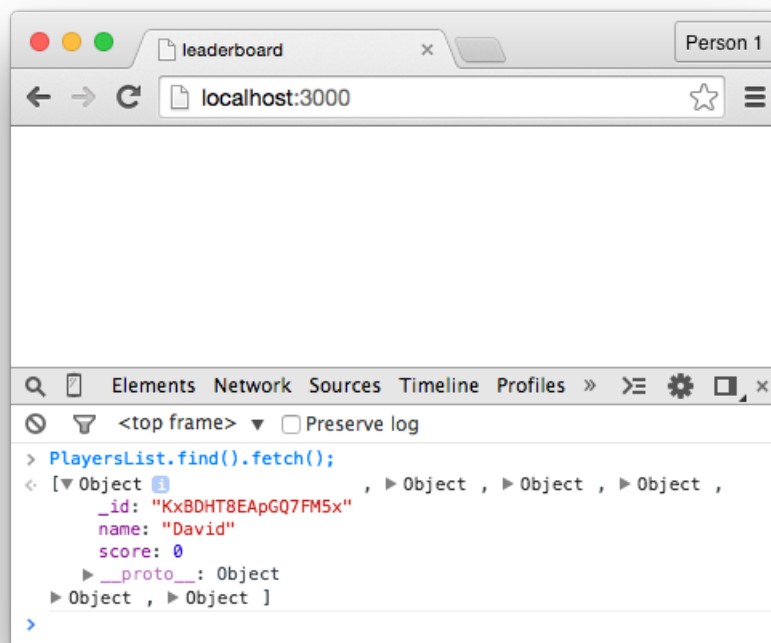 leaderboard × Person 1
localhost:3000
Elements Network Sources Timeline Profiles » ×
<top frame> ▼ Preserve log
> PlayersList.find().fetch();
[▼Object i , ▶Object , ▶Object , ▶Object ,
_id: "KxBDHT8EApGQ7FM5x"
name: "David"
score: 0
▶__proto__: Object
▶Object , ▶Object ]
>